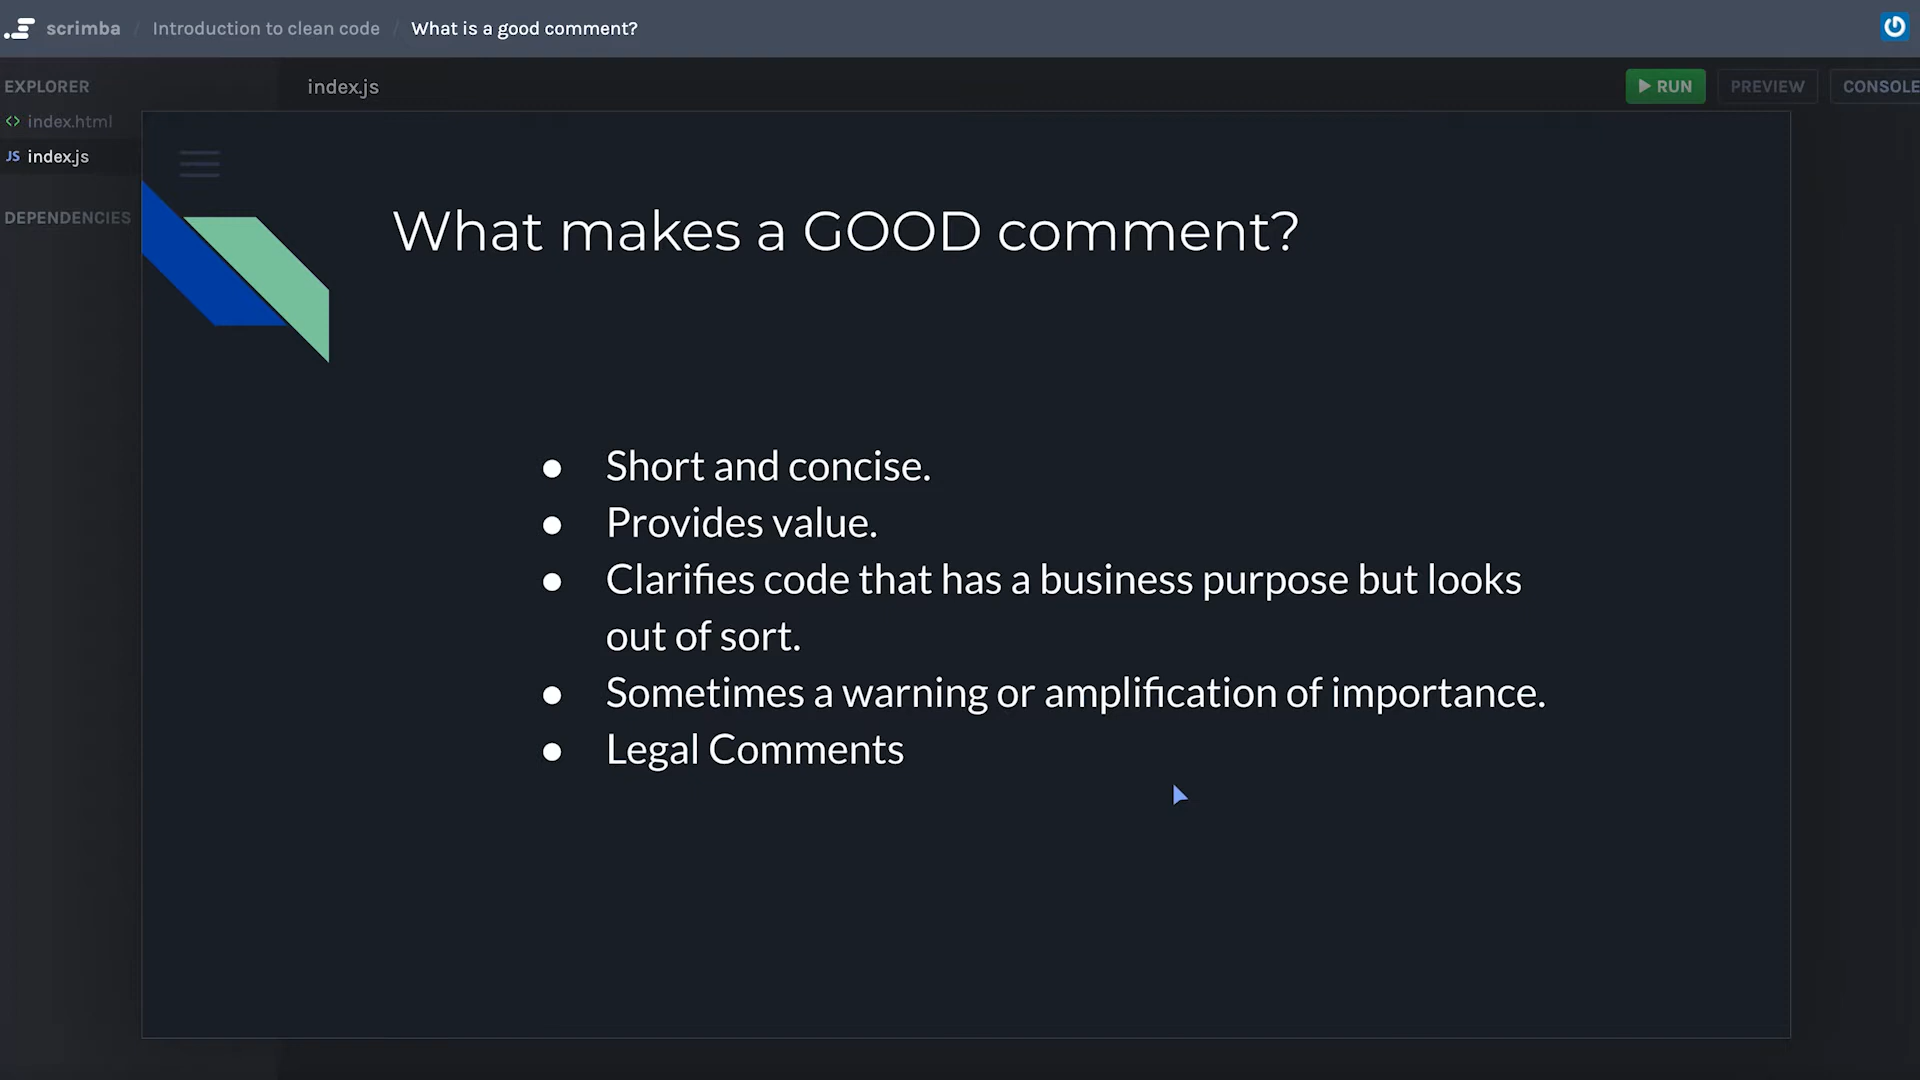 scrimba / Introduction to clean code / What is a good comment?
EXPLORER
index.js
RUN
PREVIEW
CONSOLE
<> index.html
JS index.js
DEPENDENCIES
What makes a GOOD comment?
● Short and concise.
● Provides value.
● Clarifies code that has a business purpose but looks
out of sort.
● Sometimes a warning or amplification of importance.
● Legal Comments